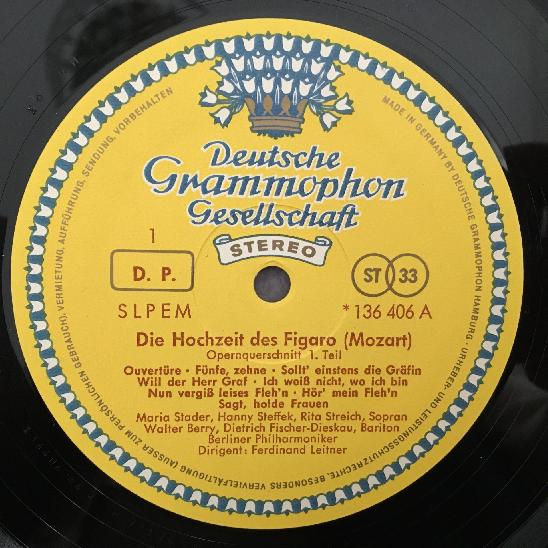 Deutsche
Grammophon
Gesellschaft
STEREO
1
D. P.
ST 33
SLPEM
*136 406 A
Die Hochzeit des Figaro (Mozart)
Opernquerschnitt 1. Teil
Ouvertüre · Fünfe, zehne · Sollt' einstens die Gräfin
Will der Herr Graf · Ich weiß nicht, wo ich bin
Nun vergiß leises Fleh'n · Hör' mein Fleh'n
Sagt, holde Frauen
Maria Stader, Hanny Steffek, Rita Streich, Sopran
Walter Berry, Dietrich Fischer-Dieskau, Bariton
Berliner Philharmoniker
Dirigent: Ferdinand Leitner
MADE IN GERMANY BY DEUTSCHE GRAMMOPHON HAMBURG · URHEBER- UND LEISTUNGSSCHUTZRECHTE, BESONDERS VERVIELFÄLTIGUNG (AUSSER ZUM PERSÖNLICHEN GEBRAUCH), VERMIETUNG, AUFFÜHRUNG, SENDUNG, VORBEHALTEN